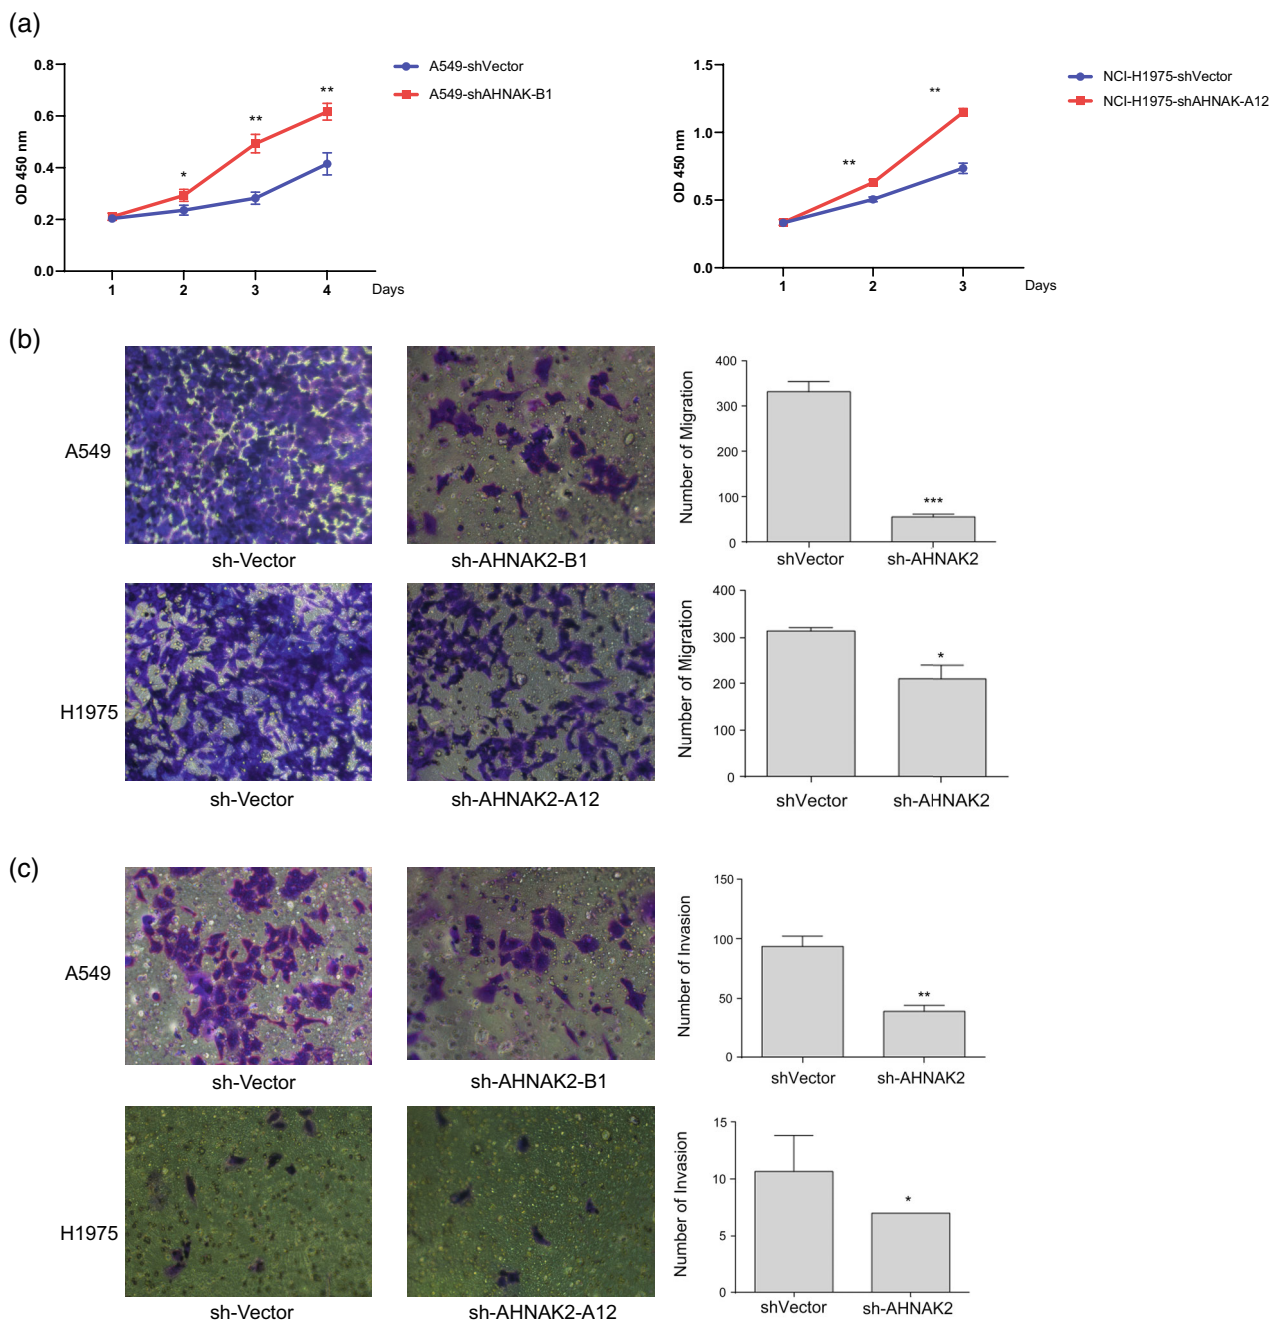 (a)
0.8
0.6
0.4
0.2
0.0
OD 450 nm
*
**
**
1
2
3
4
Days
A549-shVector
A549-shAHNAK-B1
1.5
1.0
0.5
0.0
OD 450 nm
**
**
1
2
3
Days
NCI-H1975-shVector
NCI-H1975-shAHNAK-A12
(b)
A549
sh-Vector
sh-AHNAK2-B1
Number of Migration
400
300
200
100
0
***
shVector
sh-AHNAK2
H1975
sh-Vector
sh-AHNAK2-A12
Number of Migration
400
300
200
100
0
*
shVector
sh-AHNAK2
(c)
A549
sh-Vector
sh-AHNAK2-B1
Number of Invasion
150
100
50
0
**
shVector
sh-AHNAK2
H1975
sh-Vector
sh-AHNAK2-A12
Number of Invasion
15
10
5
0
*
shVector
sh-AHNAK2